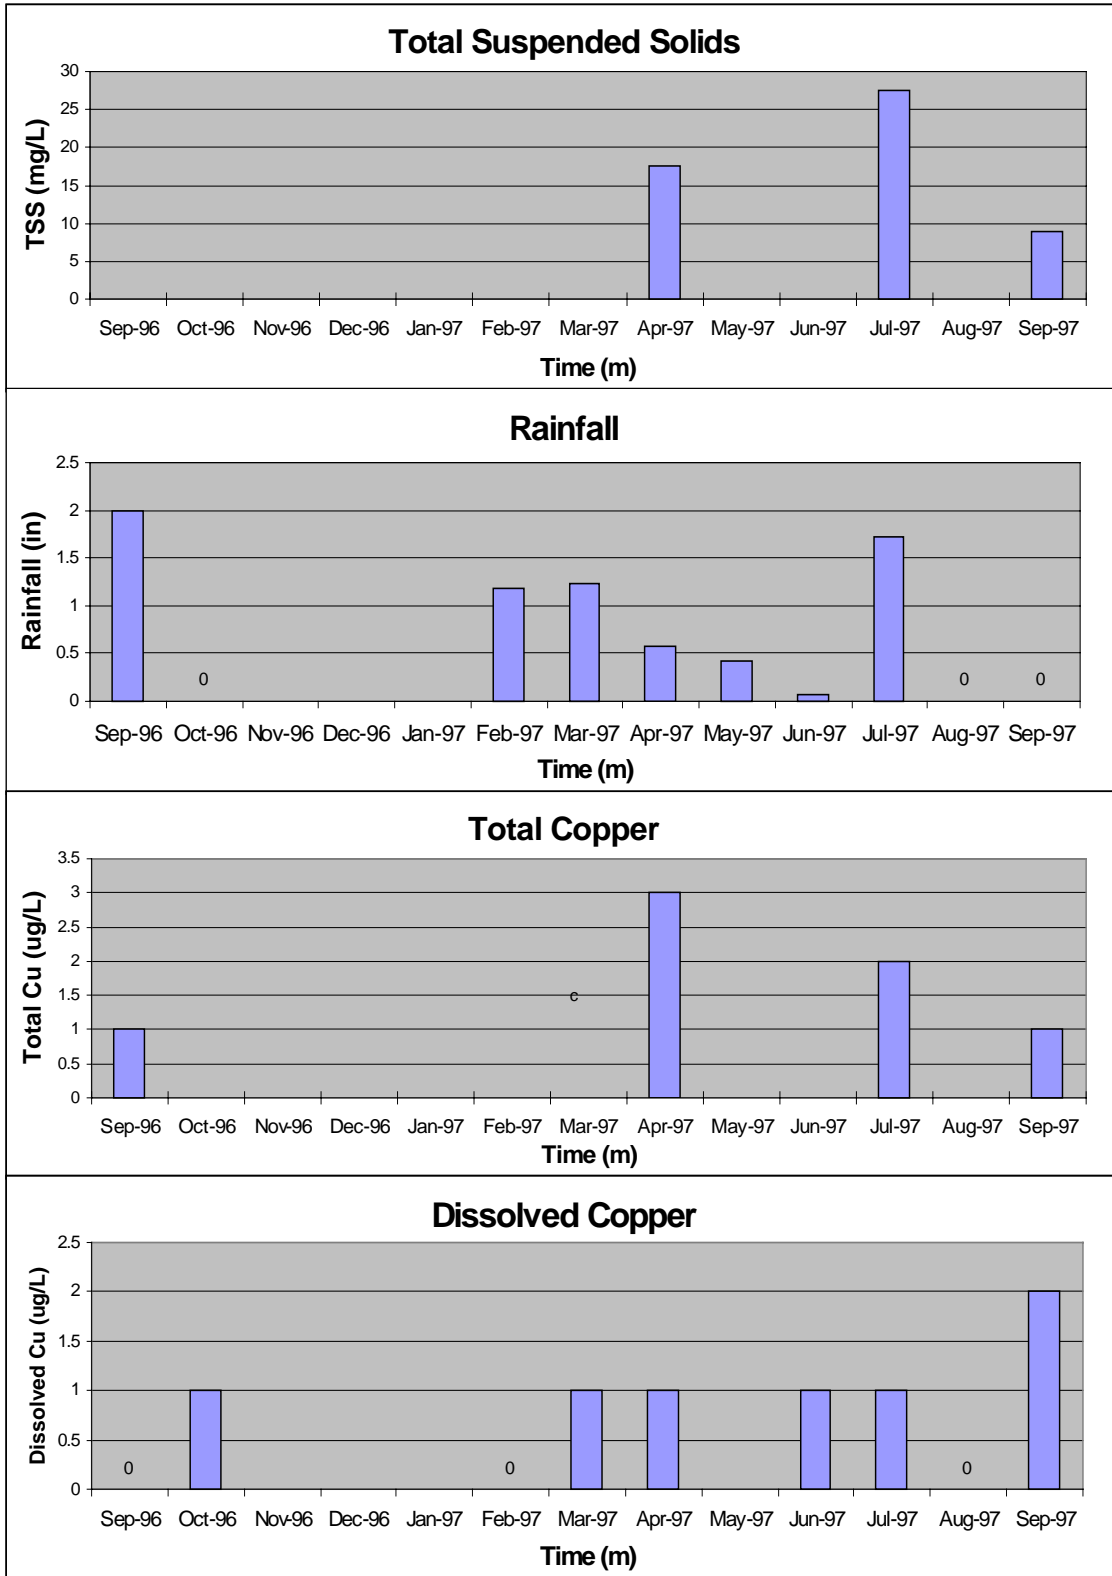 Total Suspended Solids
TSS (mg/L)
30
25
20
15
10
5
0
Sep-96 Oct-96 Nov-96 Dec-96 Jan-97 Feb-97 Mar-97 Apr-97 May-97 Jun-97 Jul-97 Aug-97 Sep-97
Time (m)
Rainfall
Rainfall (in)
2.5
2
1.5
1
0.5
0
0 0 0
Sep-96 Oct-96 Nov-96 Dec-96 Jan-97 Feb-97 Mar-97 Apr-97 May-97 Jun-97 Jul-97 Aug-97 Sep-97
Time (m)
Total Copper
Total Cu (ug/L)
3.5
3
2.5
2
1.5
1
0.5
0
c
Sep-96 Oct-96 Nov-96 Dec-96 Jan-97 Feb-97 Mar-97 Apr-97 May-97 Jun-97 Jul-97 Aug-97 Sep-97
Time (m)
Dissolved Copper
Dissolved Cu (ug/L)
2.5
2
1.5
1
0.5
0
0 0 0
Sep-96 Oct-96 Nov-96 Dec-96 Jan-97 Feb-97 Mar-97 Apr-97 May-97 Jun-97 Jul-97 Aug-97 Sep-97
Time (m)